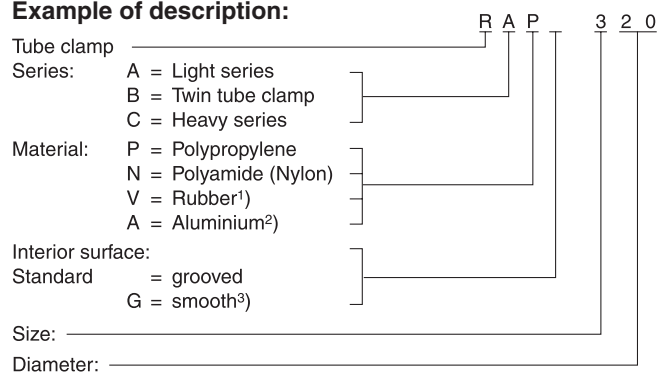 Example of description:
R A P _ 3 2 0
Tube clamp
Series: A = Light series
B = Twin tube clamp
C = Heavy series
Material: P = Polypropylene
N = Polyamide (Nylon)
V = Rubber¹)
A = Aluminium²)
Interior surface:
Standard = grooved
G = smooth³)
Size:
Diameter: